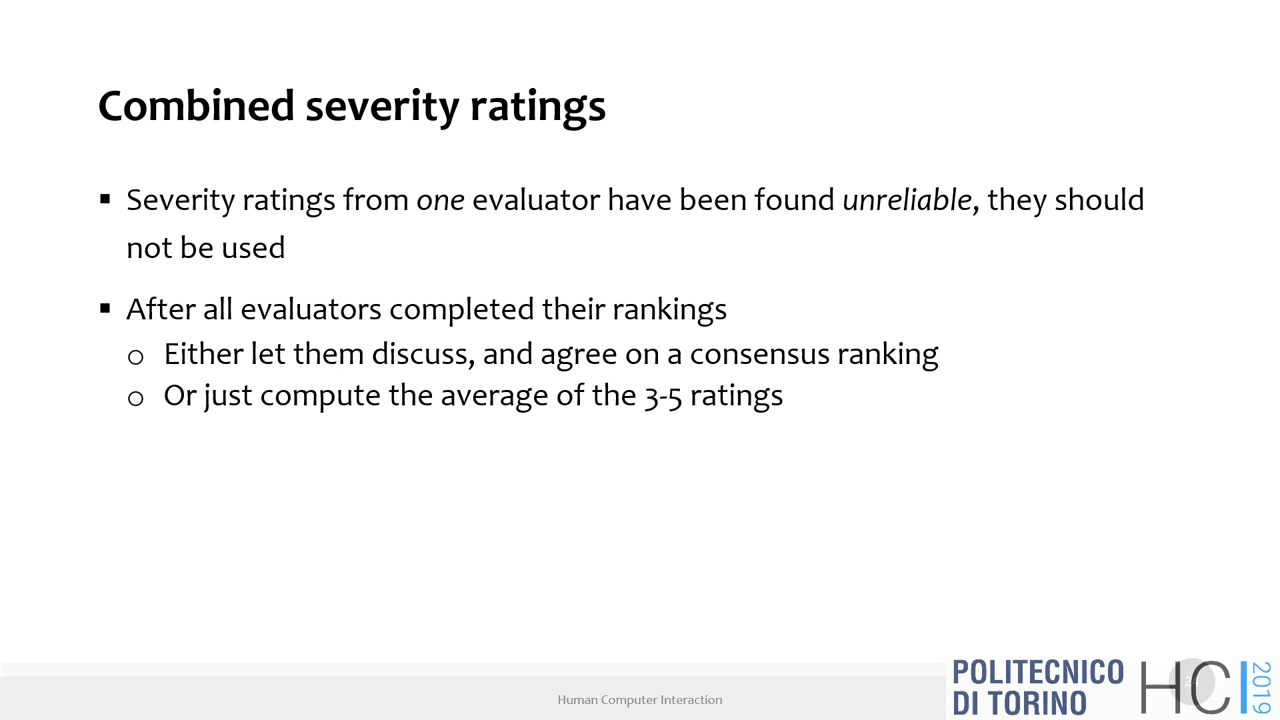 Combined severity ratings
▪ Severity ratings from one evaluator have been found unreliable, they should
not be used
▪ After all evaluators completed their rankings
o Either let them discuss, and agree on a consensus ranking
o Or just compute the average of the 3-5 ratings
Human Computer Interaction
POLITECNICO
DI TORINO
HCI
2019